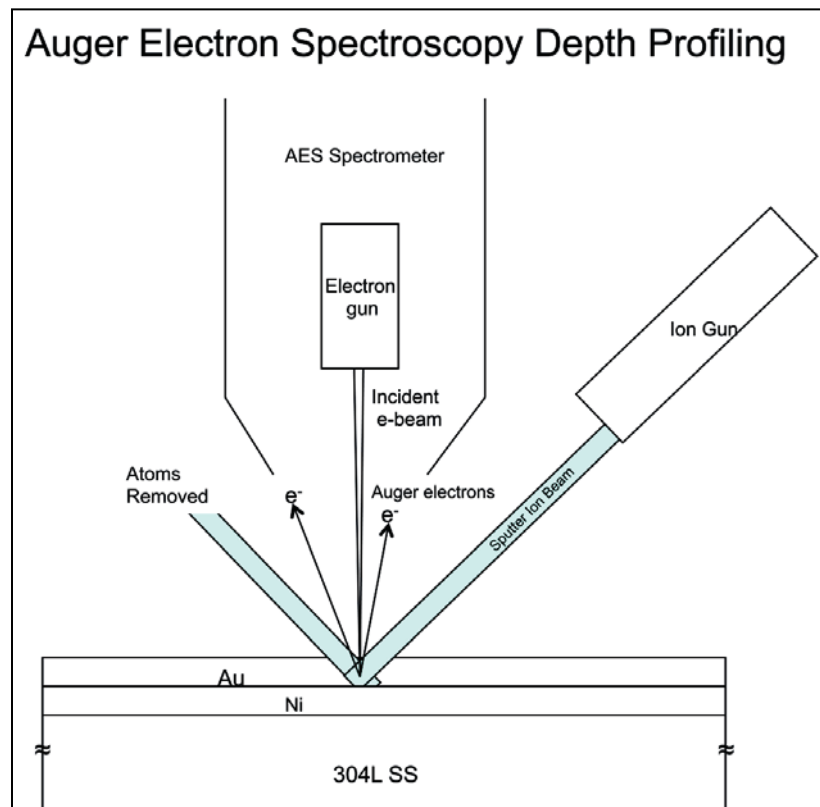 Auger Electron Spectroscopy Depth Profiling
AES Spectrometer
Electron
gun
Ion Gun
Incident
e-beam
Atoms
Removed
e-
Auger electrons
e-
Sputter Ion Beam
Au
Ni
304L SS